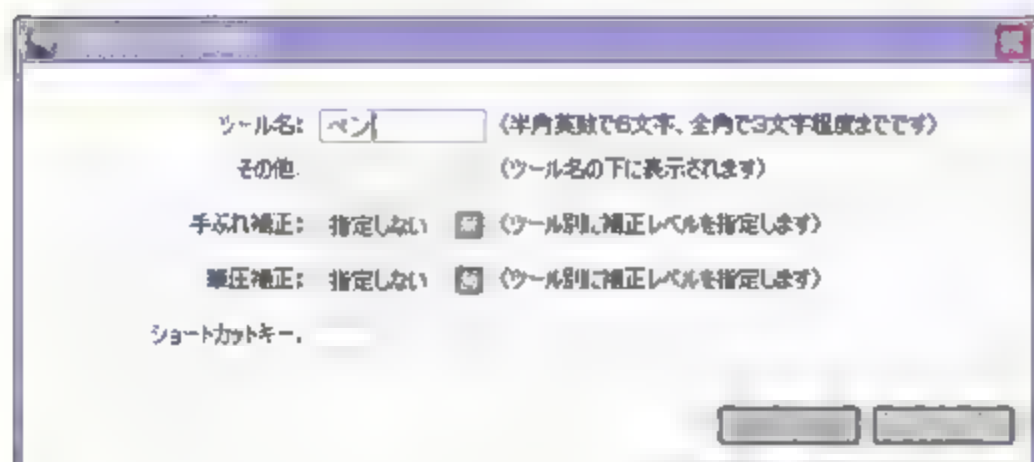 ツール名: ペン (半角英数で6文字、全角で3文字程度までです)
その他: (ツール名の下に表示されます)
手ぶれ補正: 指定しない (ツール別に補正レベルを指定します)
筆圧補正: 指定しない (ツール別に補正レベルを指定します)
ショートカットキー: